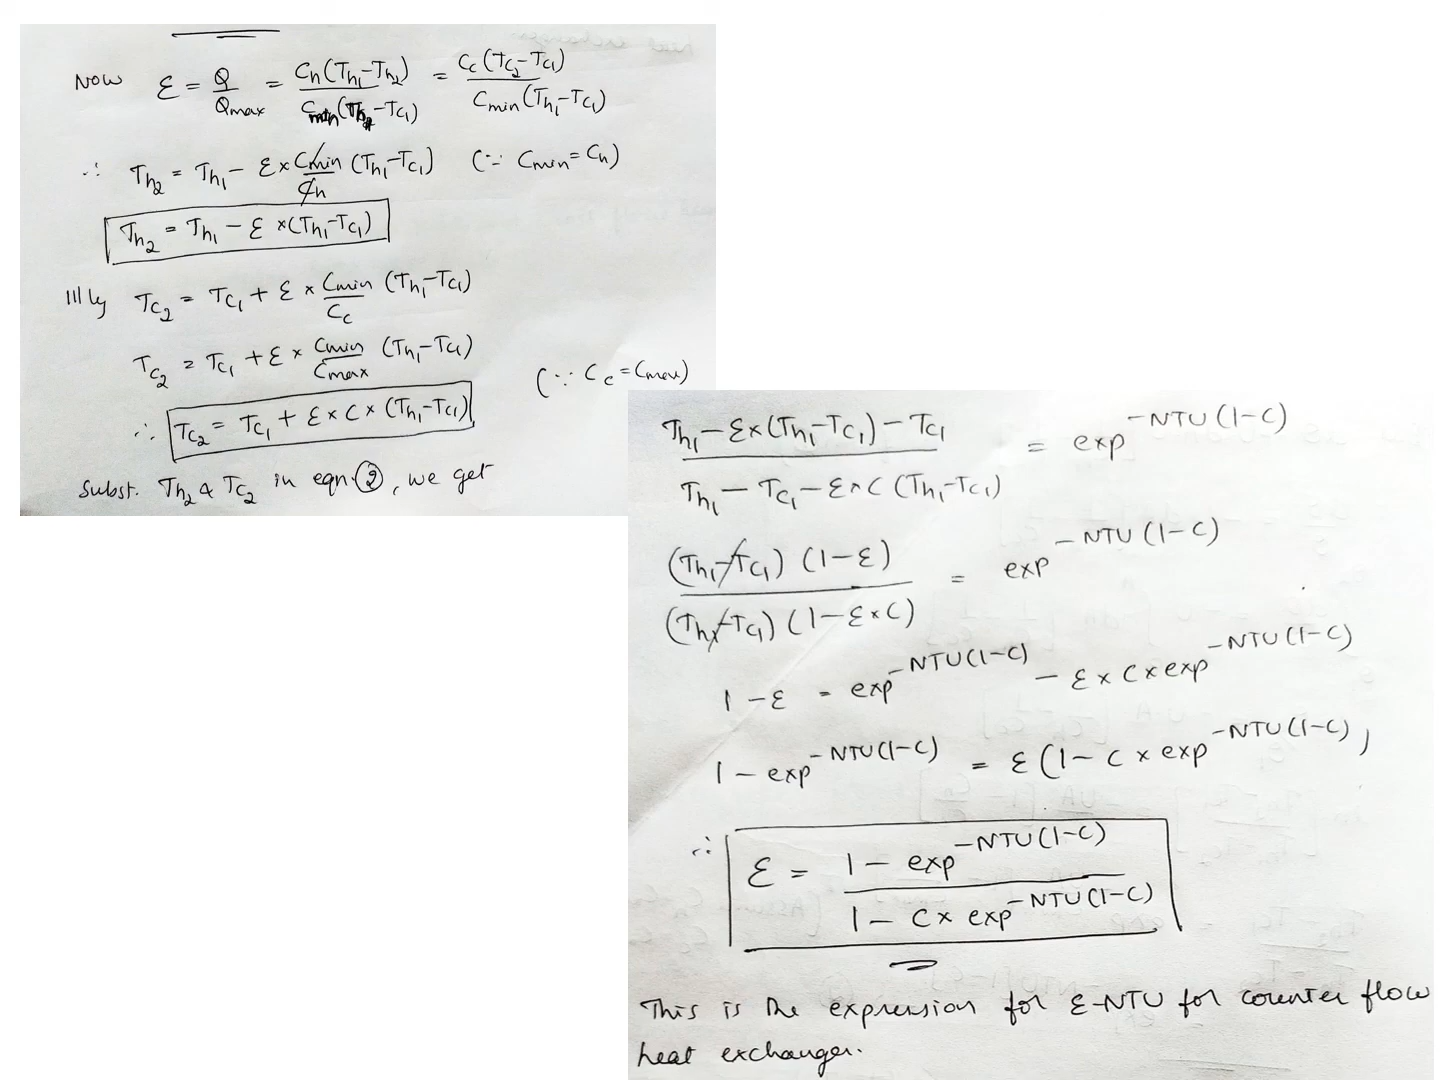 Now ε = Q/Qmax = Ch(Th1-Th2)/Cmin(Th1-Tc1) = Cc(Tc2-Tc1)/Cmin(Th1-Tc1)
∴ Th2 = Th1 - ε x Cmin/Ch (Th1-Tc1) (∵ Cmin = Ch)
Th2 = Th1 - ε x(Th1-Tc1)
|||ly Tc2 = Tc1 + ε x Cmin/Cc (Th1-Tc1)
Tc2 = Tc1 + ε x Cmin/Cmax (Th1-Tc1)
(∵ Cc = Cmax)
∴ Tc2 = Tc1 + ε x C x (Th1-Tc1)
Subst. Th2 & Tc2 in eqn. ②, we get
Th1 - εx(Th1-Tc1) - Tc1 / Th1 - Tc1 - εxC (Th1-Tc1) = exp^-NTU(1-C)
(Th1-Tc1) (1-ε) / (Th1-Tc1) (1-εxC) = exp^-NTU(1-C)
1-ε = exp^-NTU(1-C) - ε x C x exp^-NTU(1-C)
1 - exp^-NTU(1-C) = ε (1 - C x exp^-NTU(1-C))
∴ ε = 1 - exp^-NTU(1-C) / 1 - C x exp^-NTU(1-C)
This is the expression for ε-NTU for counter flow
heat exchanger.